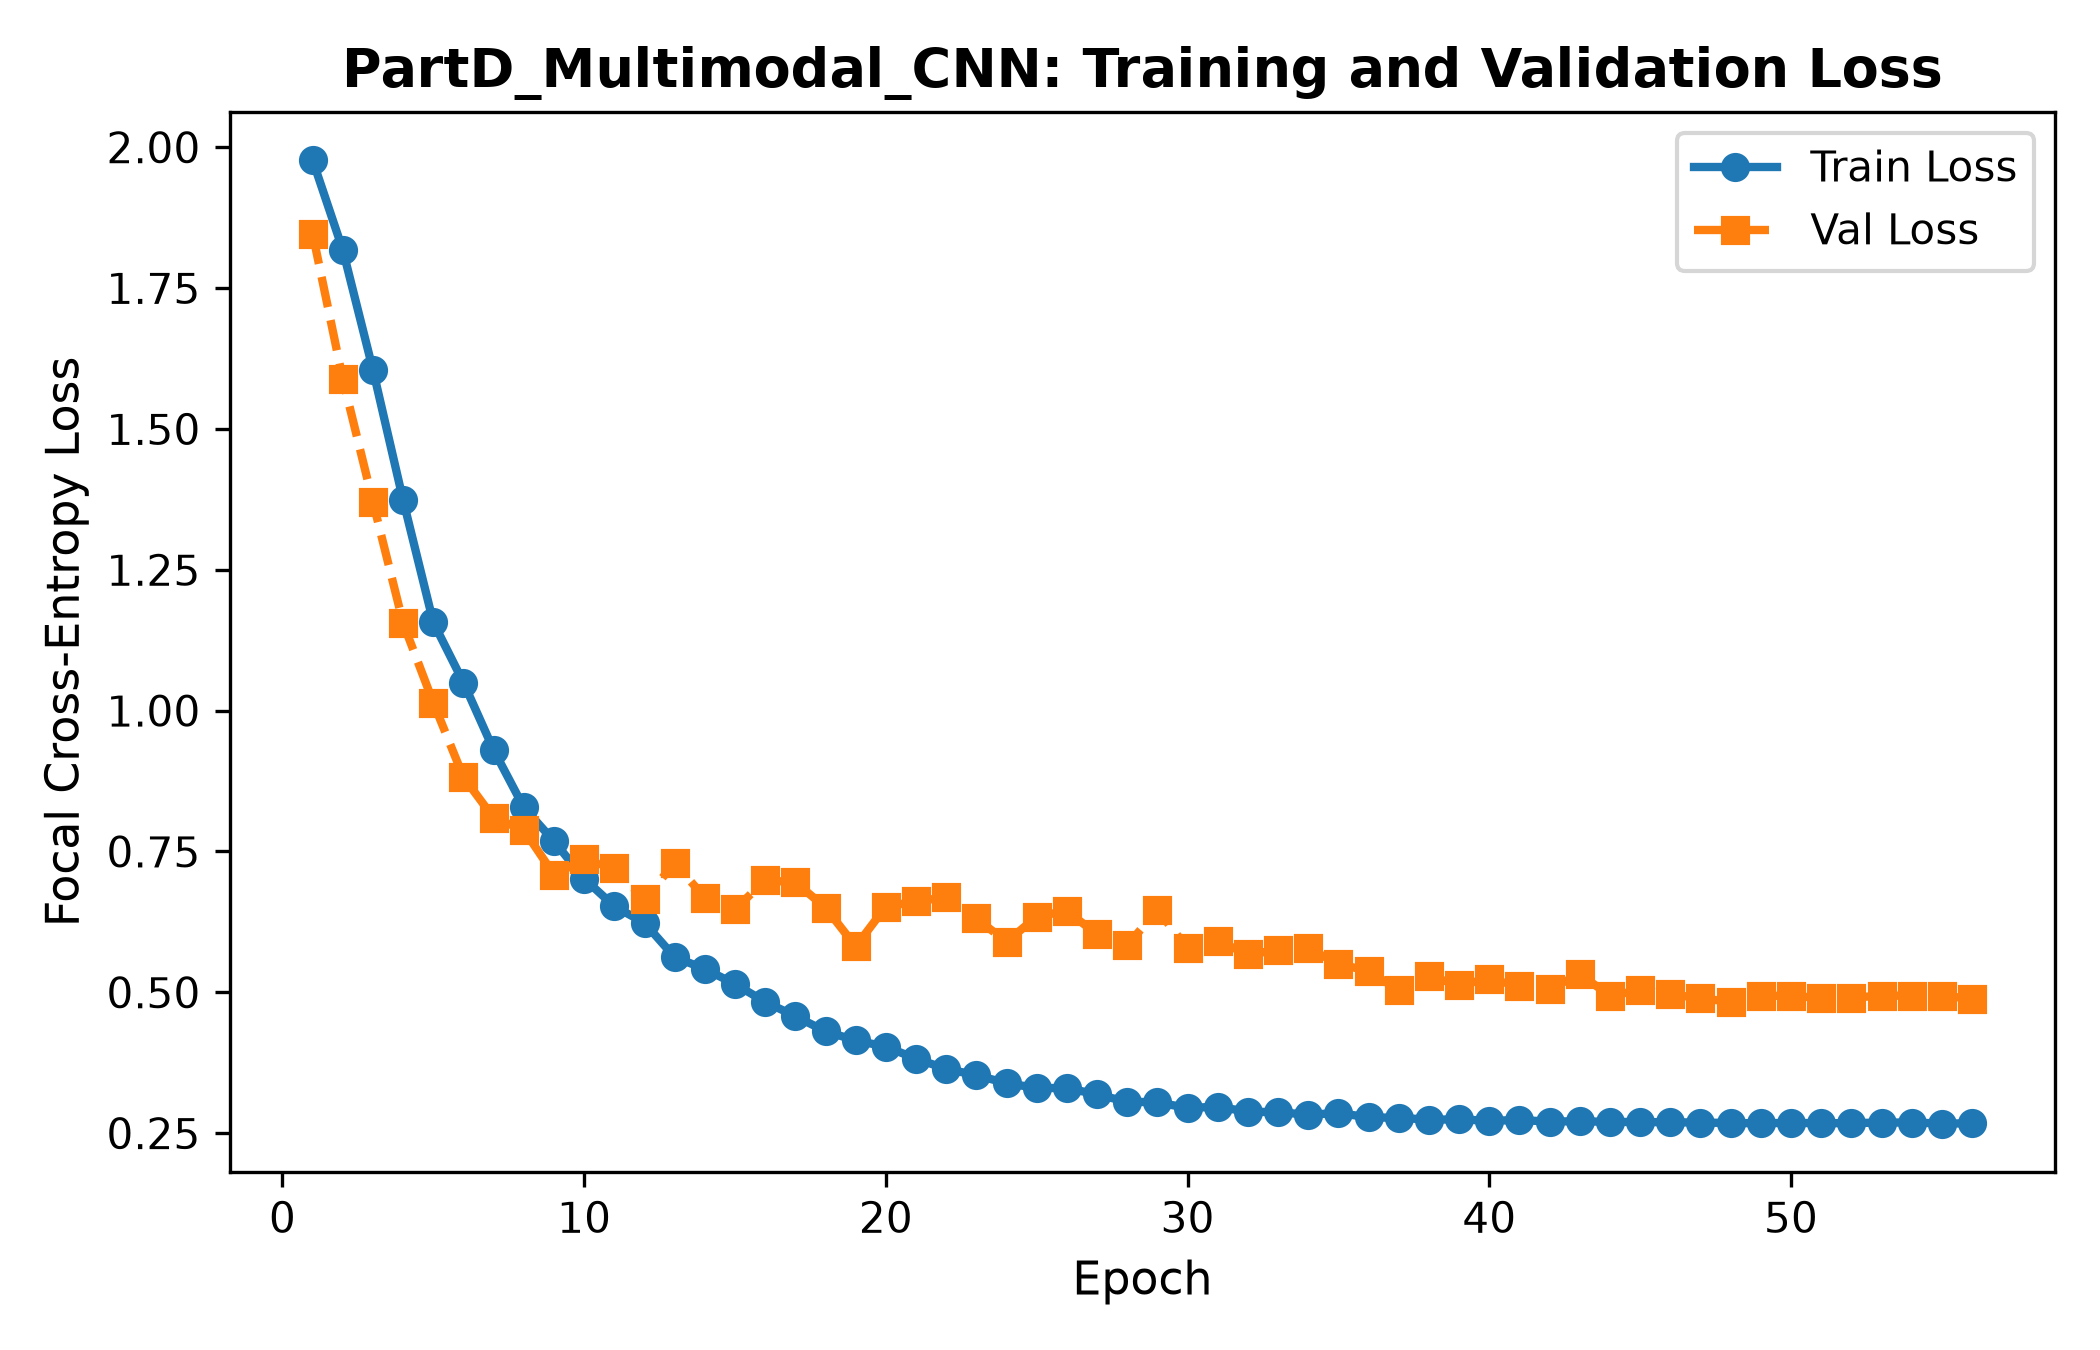 PartD_Multimodal_CNN: Training and Validation Loss
Train Loss
Val Loss
Focal Cross-Entropy Loss
2.00
1.75
1.50
1.25
1.00
0.75
0.50
0.25
0 10 20 30 40 50
Epoch